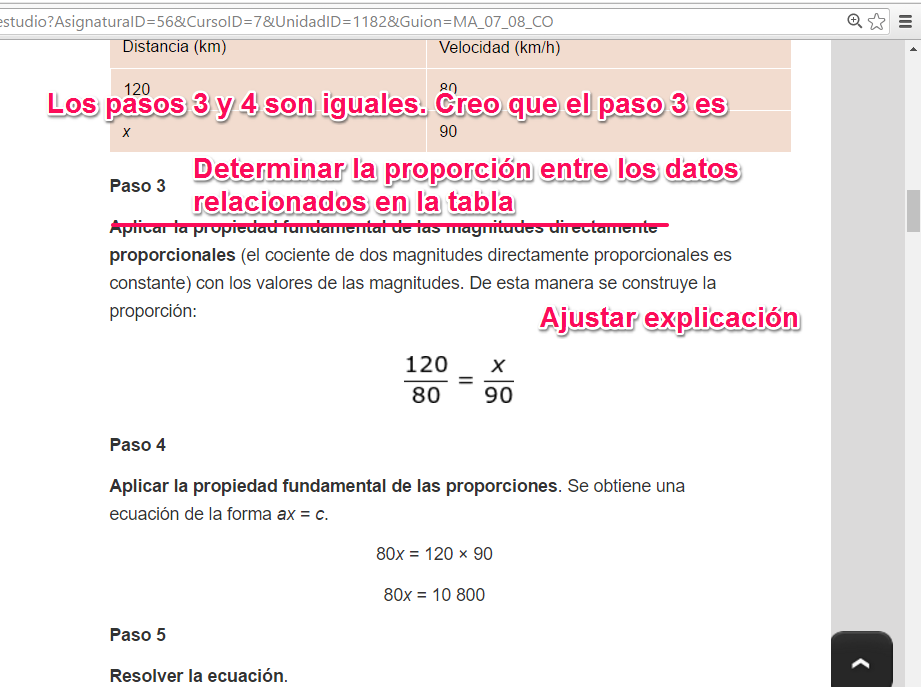 estudio?AsignaturaID=56&CursoID=7&UnidadID=1182&Guion=MA_07_08_CO
Distancia (km) Velocidad (km/h)
120 80
Los pasos 3 y 4 son iguales. Creo que el paso 3 es
x 90
Determinar la proporción entre los datos
Paso 3
relacionados en la tabla
Aplicar la propiedad fundamental de las magnitudes directamente
proporcionales (el cociente de dos magnitudes directamente proporcionales es
constante) con los valores de las magnitudes. De esta manera se construye la
proporción:
Ajustar explicación
120/80 = x/90
Paso 4
Aplicar la propiedad fundamental de las proporciones. Se obtiene una
ecuación de la forma ax = c.
80x = 120 × 90
80x = 10 800
Paso 5
Resolver la ecuación.